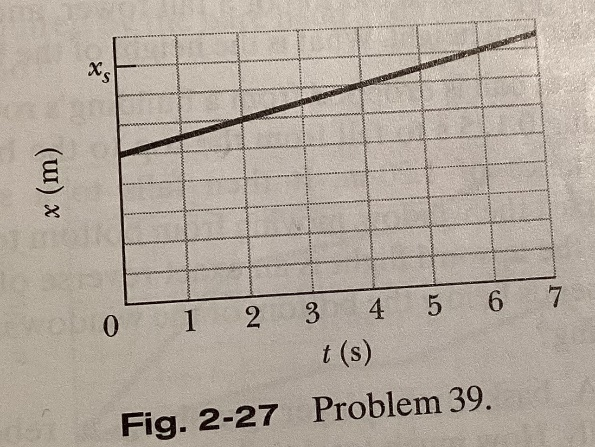 xₛ
x (m)
0 1 2 3 4 5 6 7
t (s)
Fig. 2-27 Problem 39.